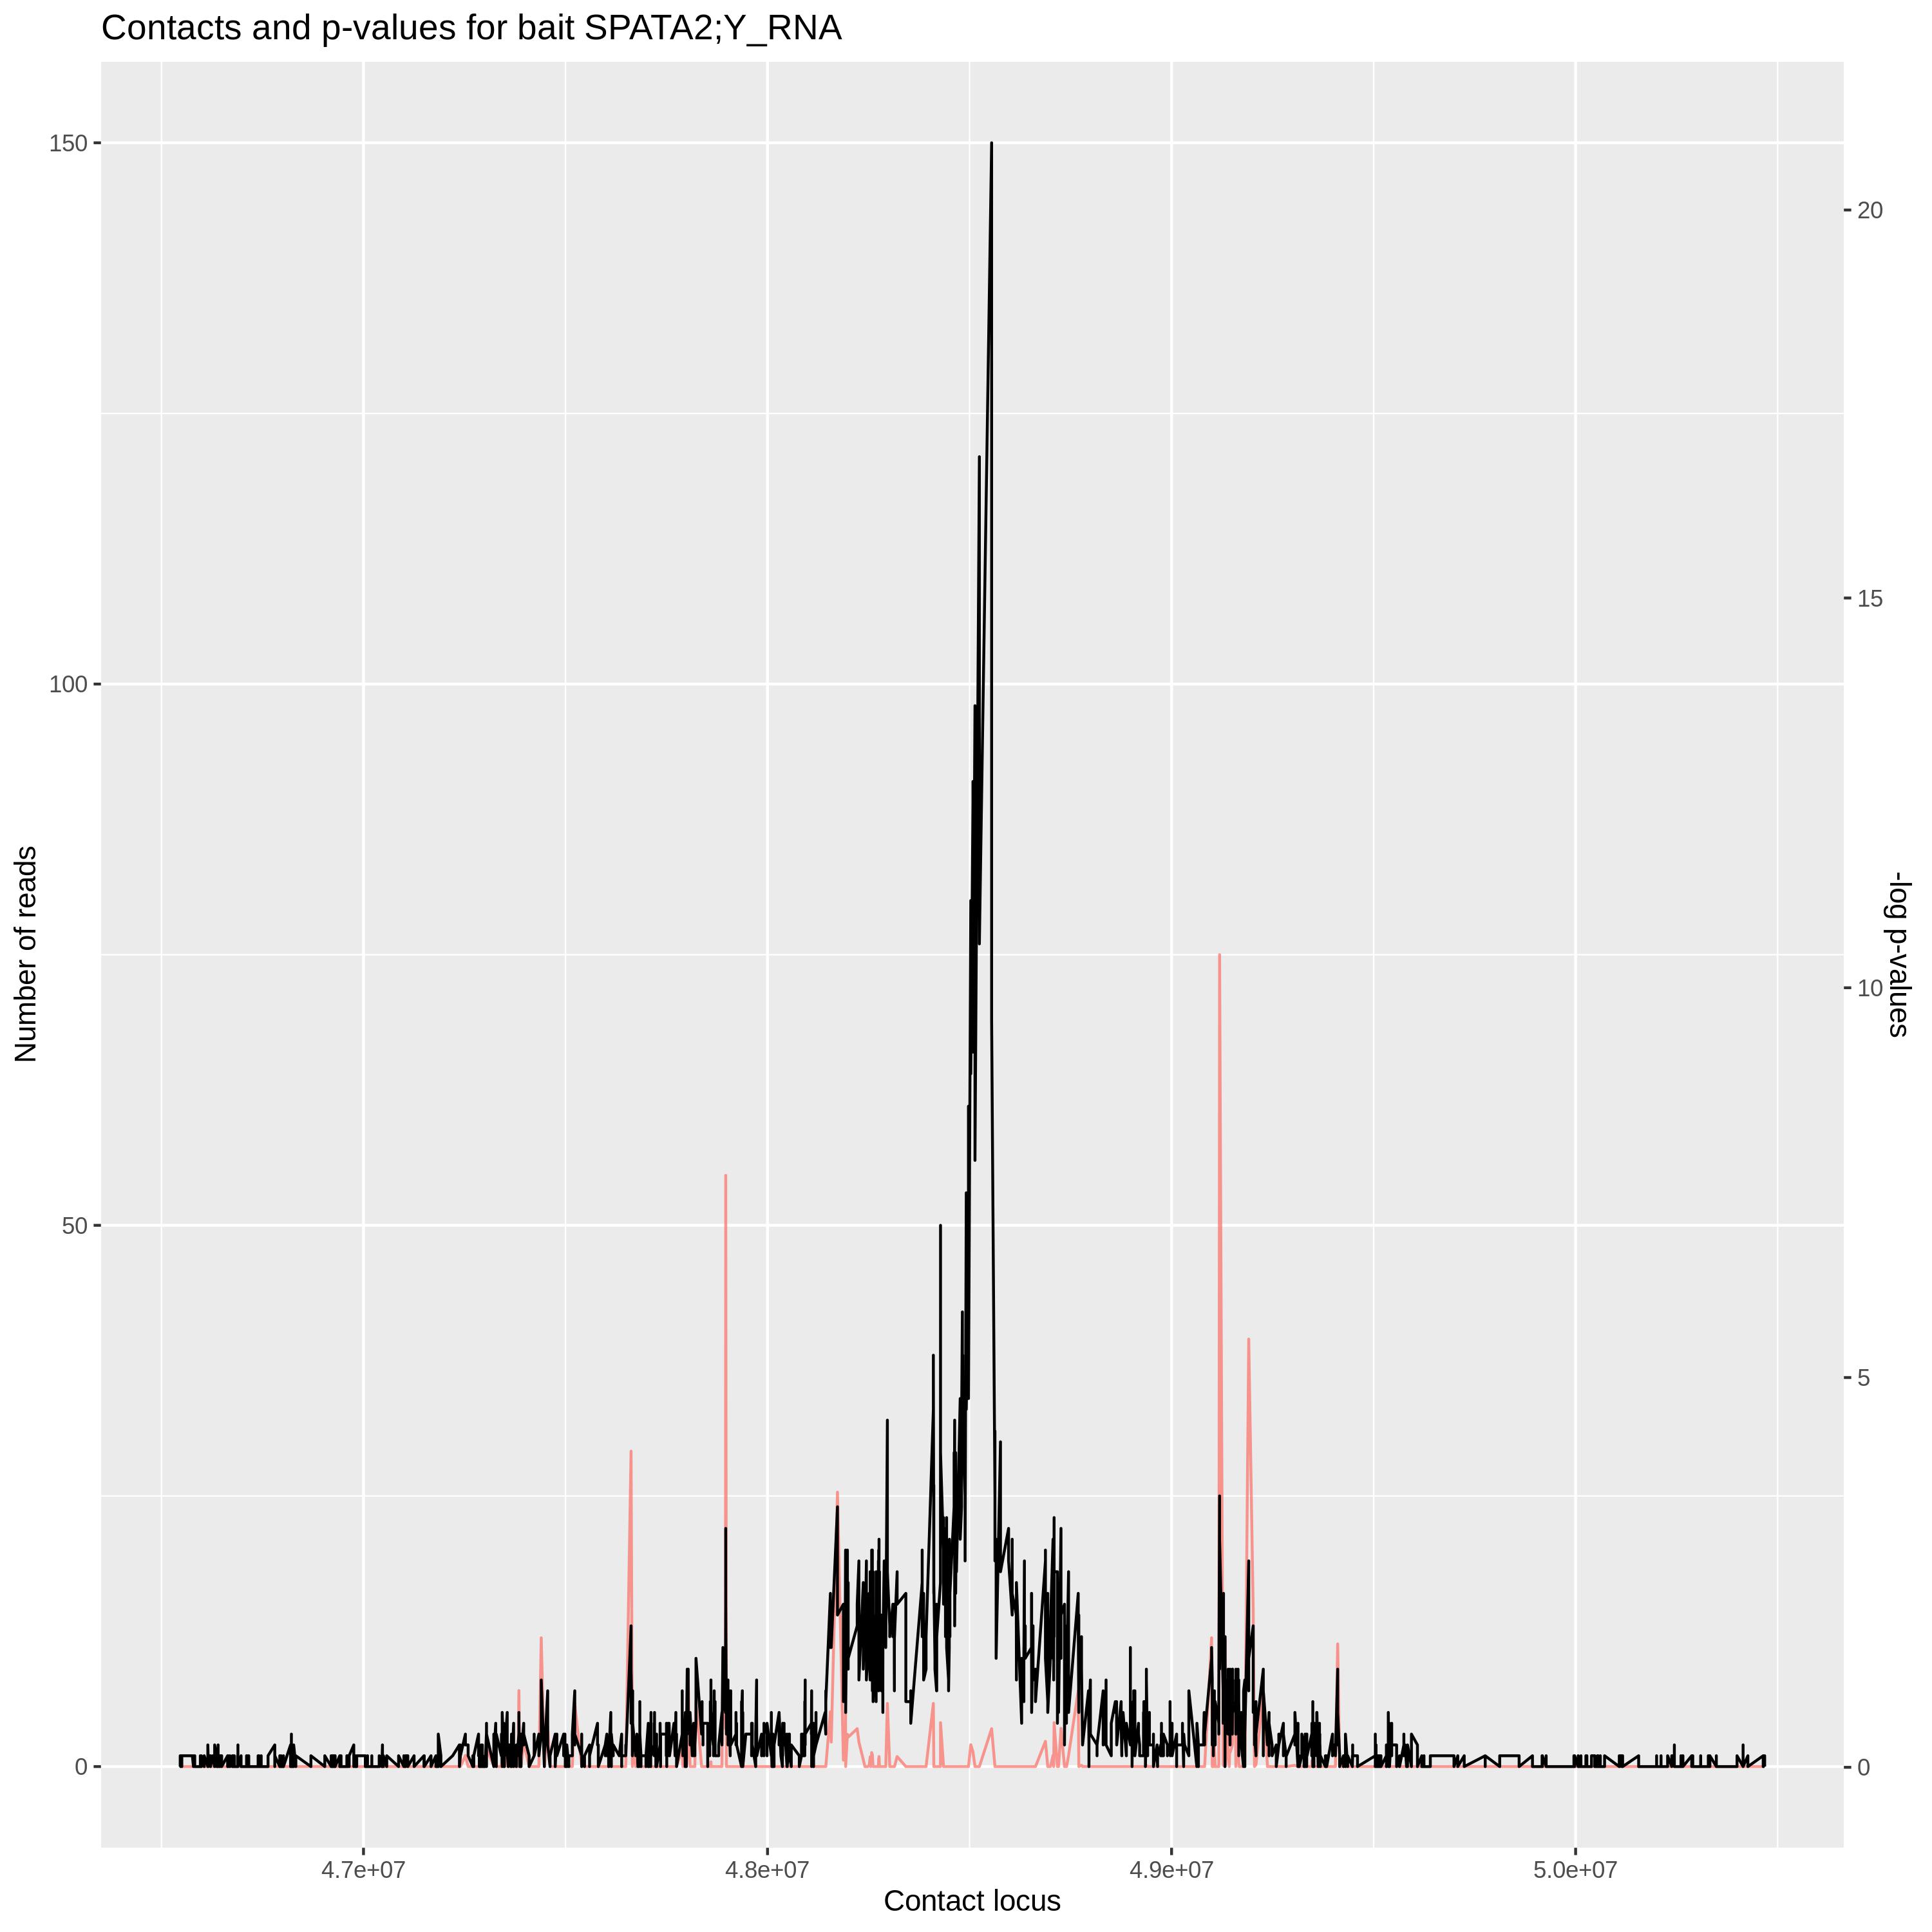 Contacts and p-values for bait SPATA2;Y_RNA
150
100
50
0
Number of reads
20
15
10
5
0
-log p-values
4.7e+07
4.8e+07
4.9e+07
5.0e+07
Contact locus